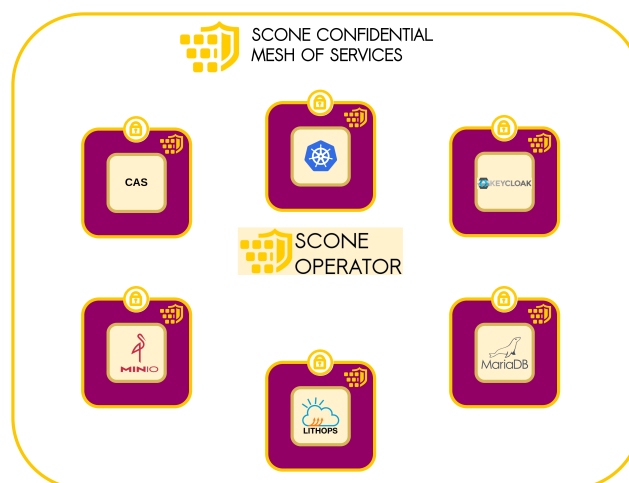 SCONE CONFIDENTIAL
MESH OF SERVICES
CAS
KEYCLOAK
SCONE
OPERATOR
MINIO
MariaDB
LITHOPS